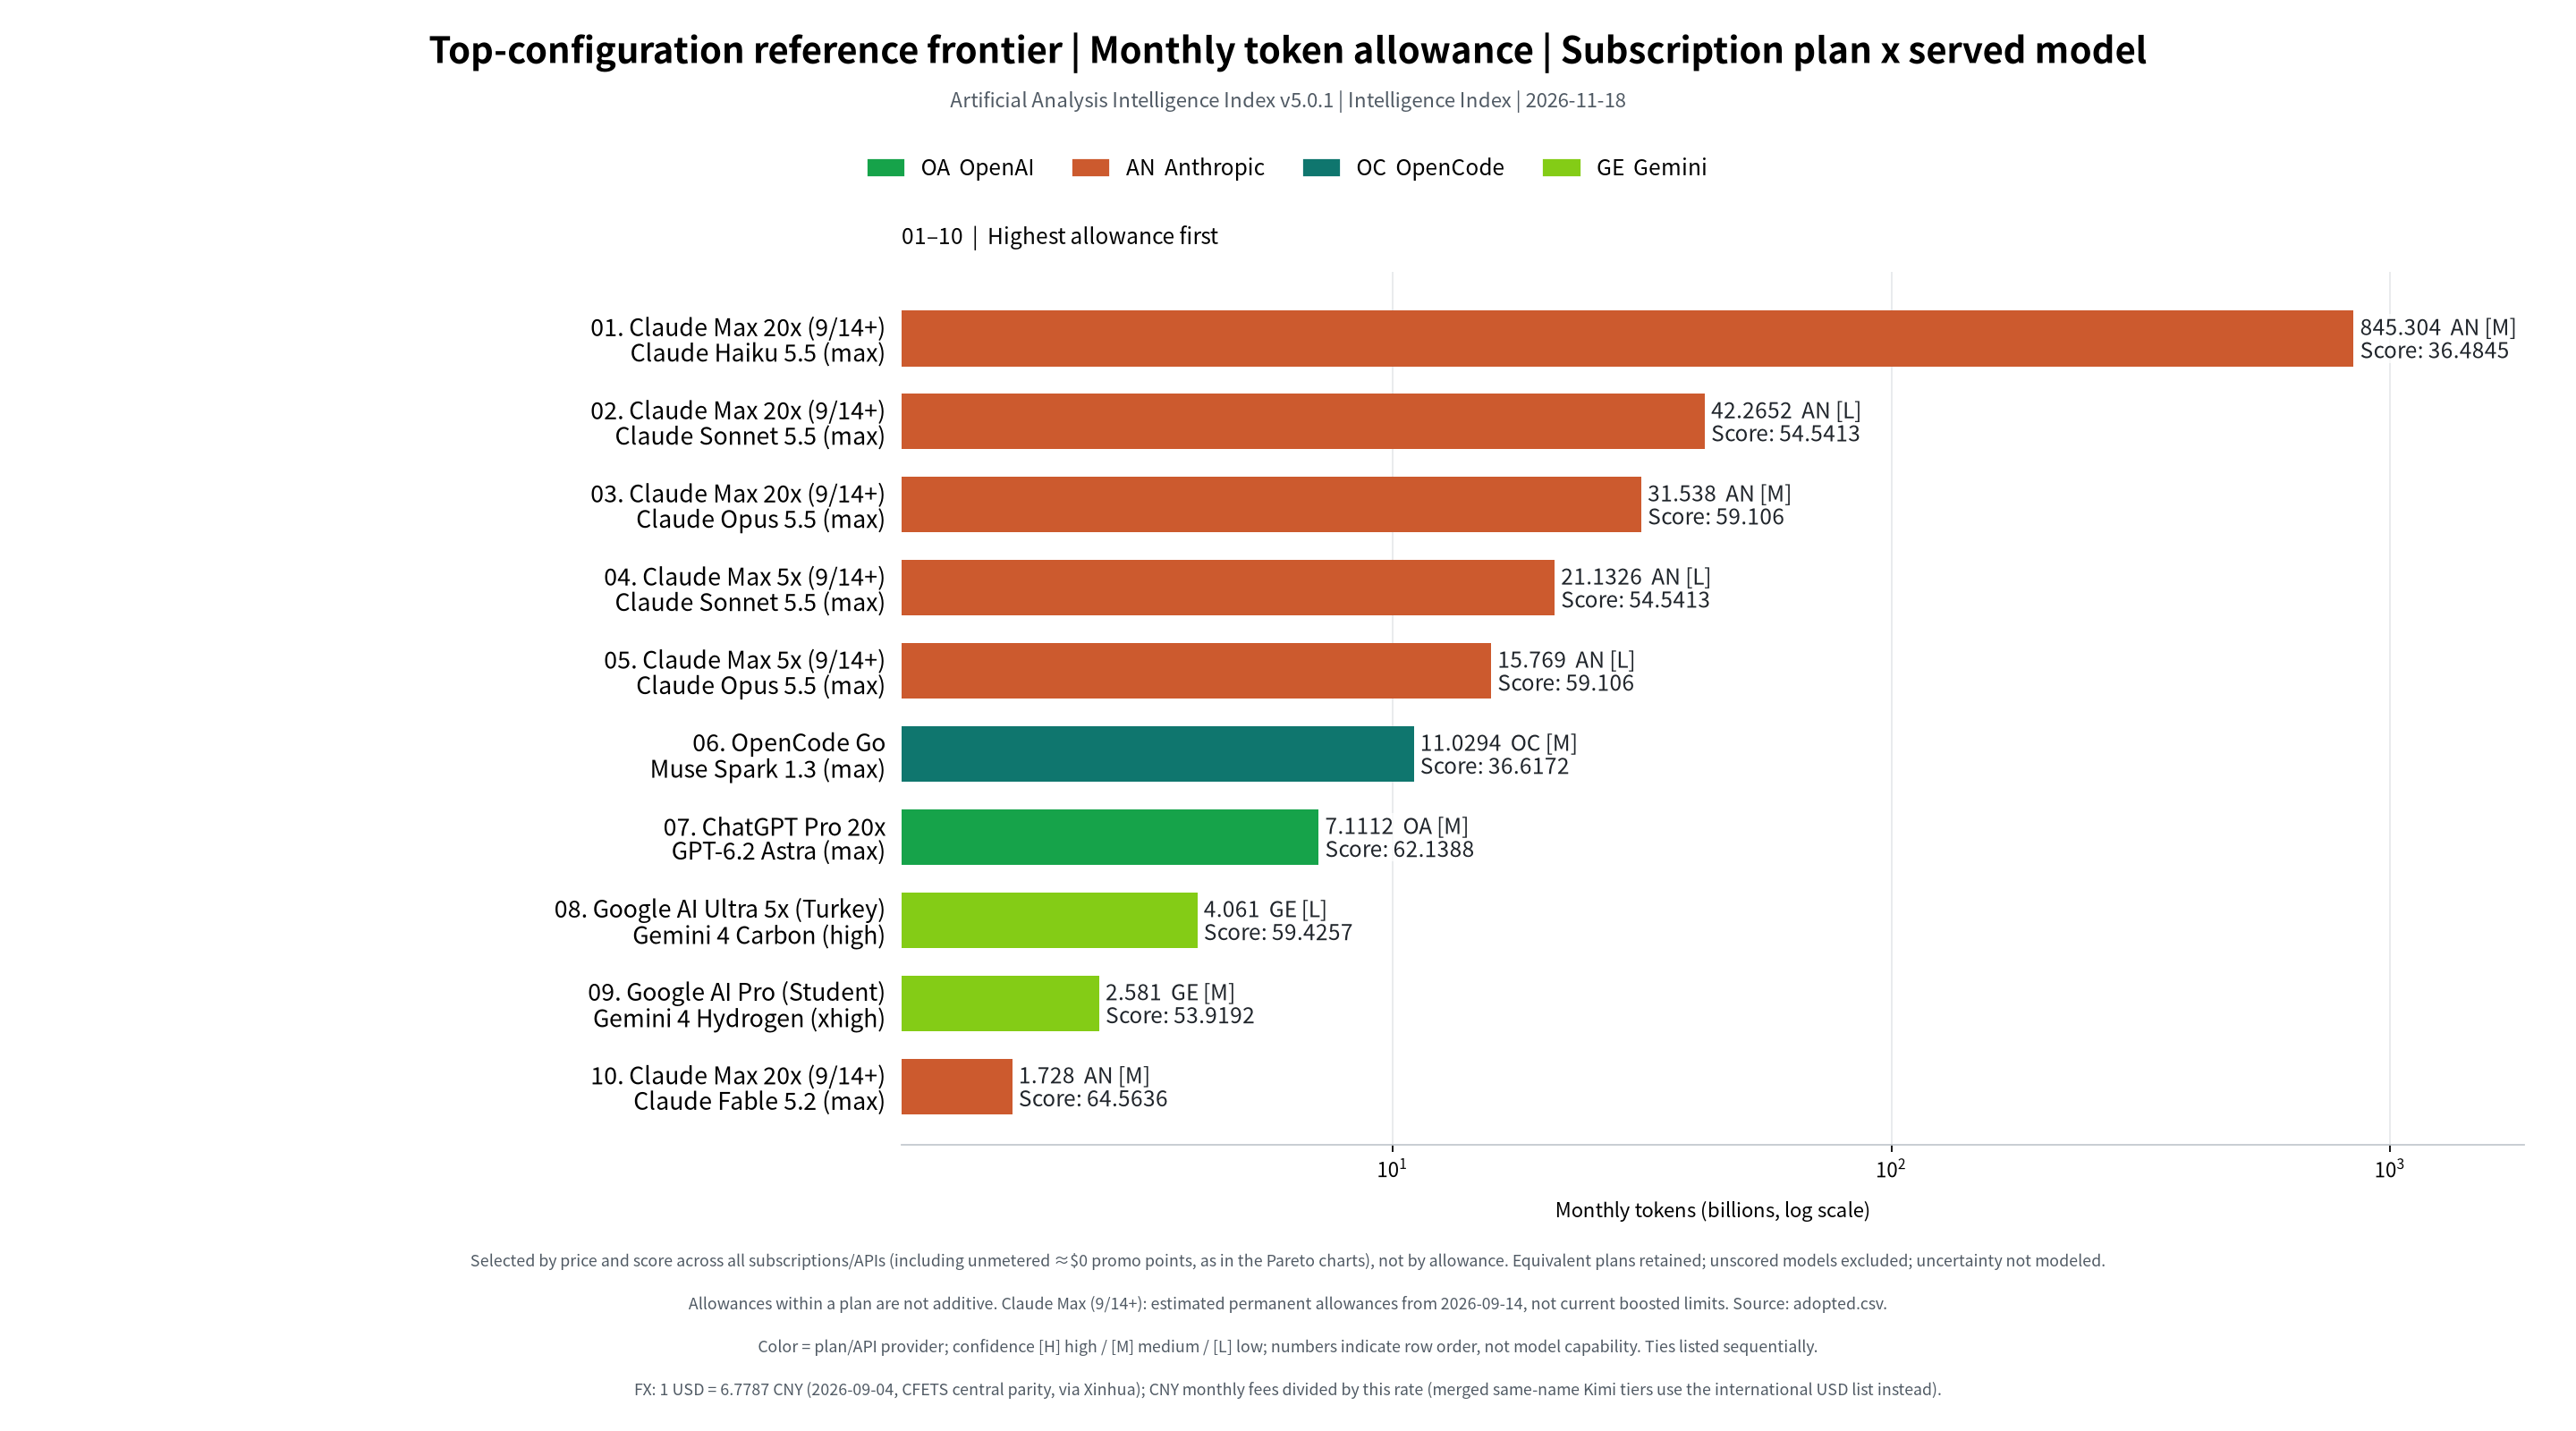 Top-configuration reference frontier | Monthly token allowance | Subscription plan x served model
Artificial Analysis Intelligence Index v5.0.1 | Intelligence Index | 2026-11-18
OA OpenAI
AN Anthropic
OC OpenCode
GE Gemini
01–10 | Highest allowance first
01. Claude Max 20x (9/14+)
Claude Haiku 5.5 (max)
845.304 AN [M]
Score: 36.4845
02. Claude Max 20x (9/14+)
Claude Sonnet 5.5 (max)
42.2652 AN [L]
Score: 54.5413
03. Claude Max 20x (9/14+)
Claude Opus 5.5 (max)
31.538 AN [M]
Score: 59.106
04. Claude Max 5x (9/14+)
Claude Sonnet 5.5 (max)
21.1326 AN [L]
Score: 54.5413
05. Claude Max 5x (9/14+)
Claude Opus 5.5 (max)
15.769 AN [L]
Score: 59.106
06. OpenCode Go
Muse Spark 1.3 (max)
11.0294 OC [M]
Score: 36.6172
07. ChatGPT Pro 20x
GPT-6.2 Astra (max)
7.1112 OA [M]
Score: 62.1388
08. Google AI Ultra 5x (Turkey)
Gemini 4 Carbon (high)
4.061 GE [L]
Score: 59.4257
09. Google AI Pro (Student)
Gemini 4 Hydrogen (xhigh)
2.581 GE [M]
Score: 53.9192
10. Claude Max 20x (9/14+)
Claude Fable 5.2 (max)
1.728 AN [M]
Score: 64.5636
10¹
10²
10³
Monthly tokens (billions, log scale)
Selected by price and score across all subscriptions/APIs (including unmetered ≈$0 promo points, as in the Pareto charts), not by allowance. Equivalent plans retained; unscored models excluded; uncertainty not modeled.
Allowances within a plan are not additive. Claude Max (9/14+): estimated permanent allowances from 2026-09-14, not current boosted limits. Source: adopted.csv.
Color = plan/API provider; confidence [H] high / [M] medium / [L] low; numbers indicate row order, not model capability. Ties listed sequentially.
FX: 1 USD = 6.7787 CNY (2026-09-04, CFETS central parity, via Xinhua); CNY monthly fees divided by this rate (merged same-name Kimi tiers use the international USD list instead).